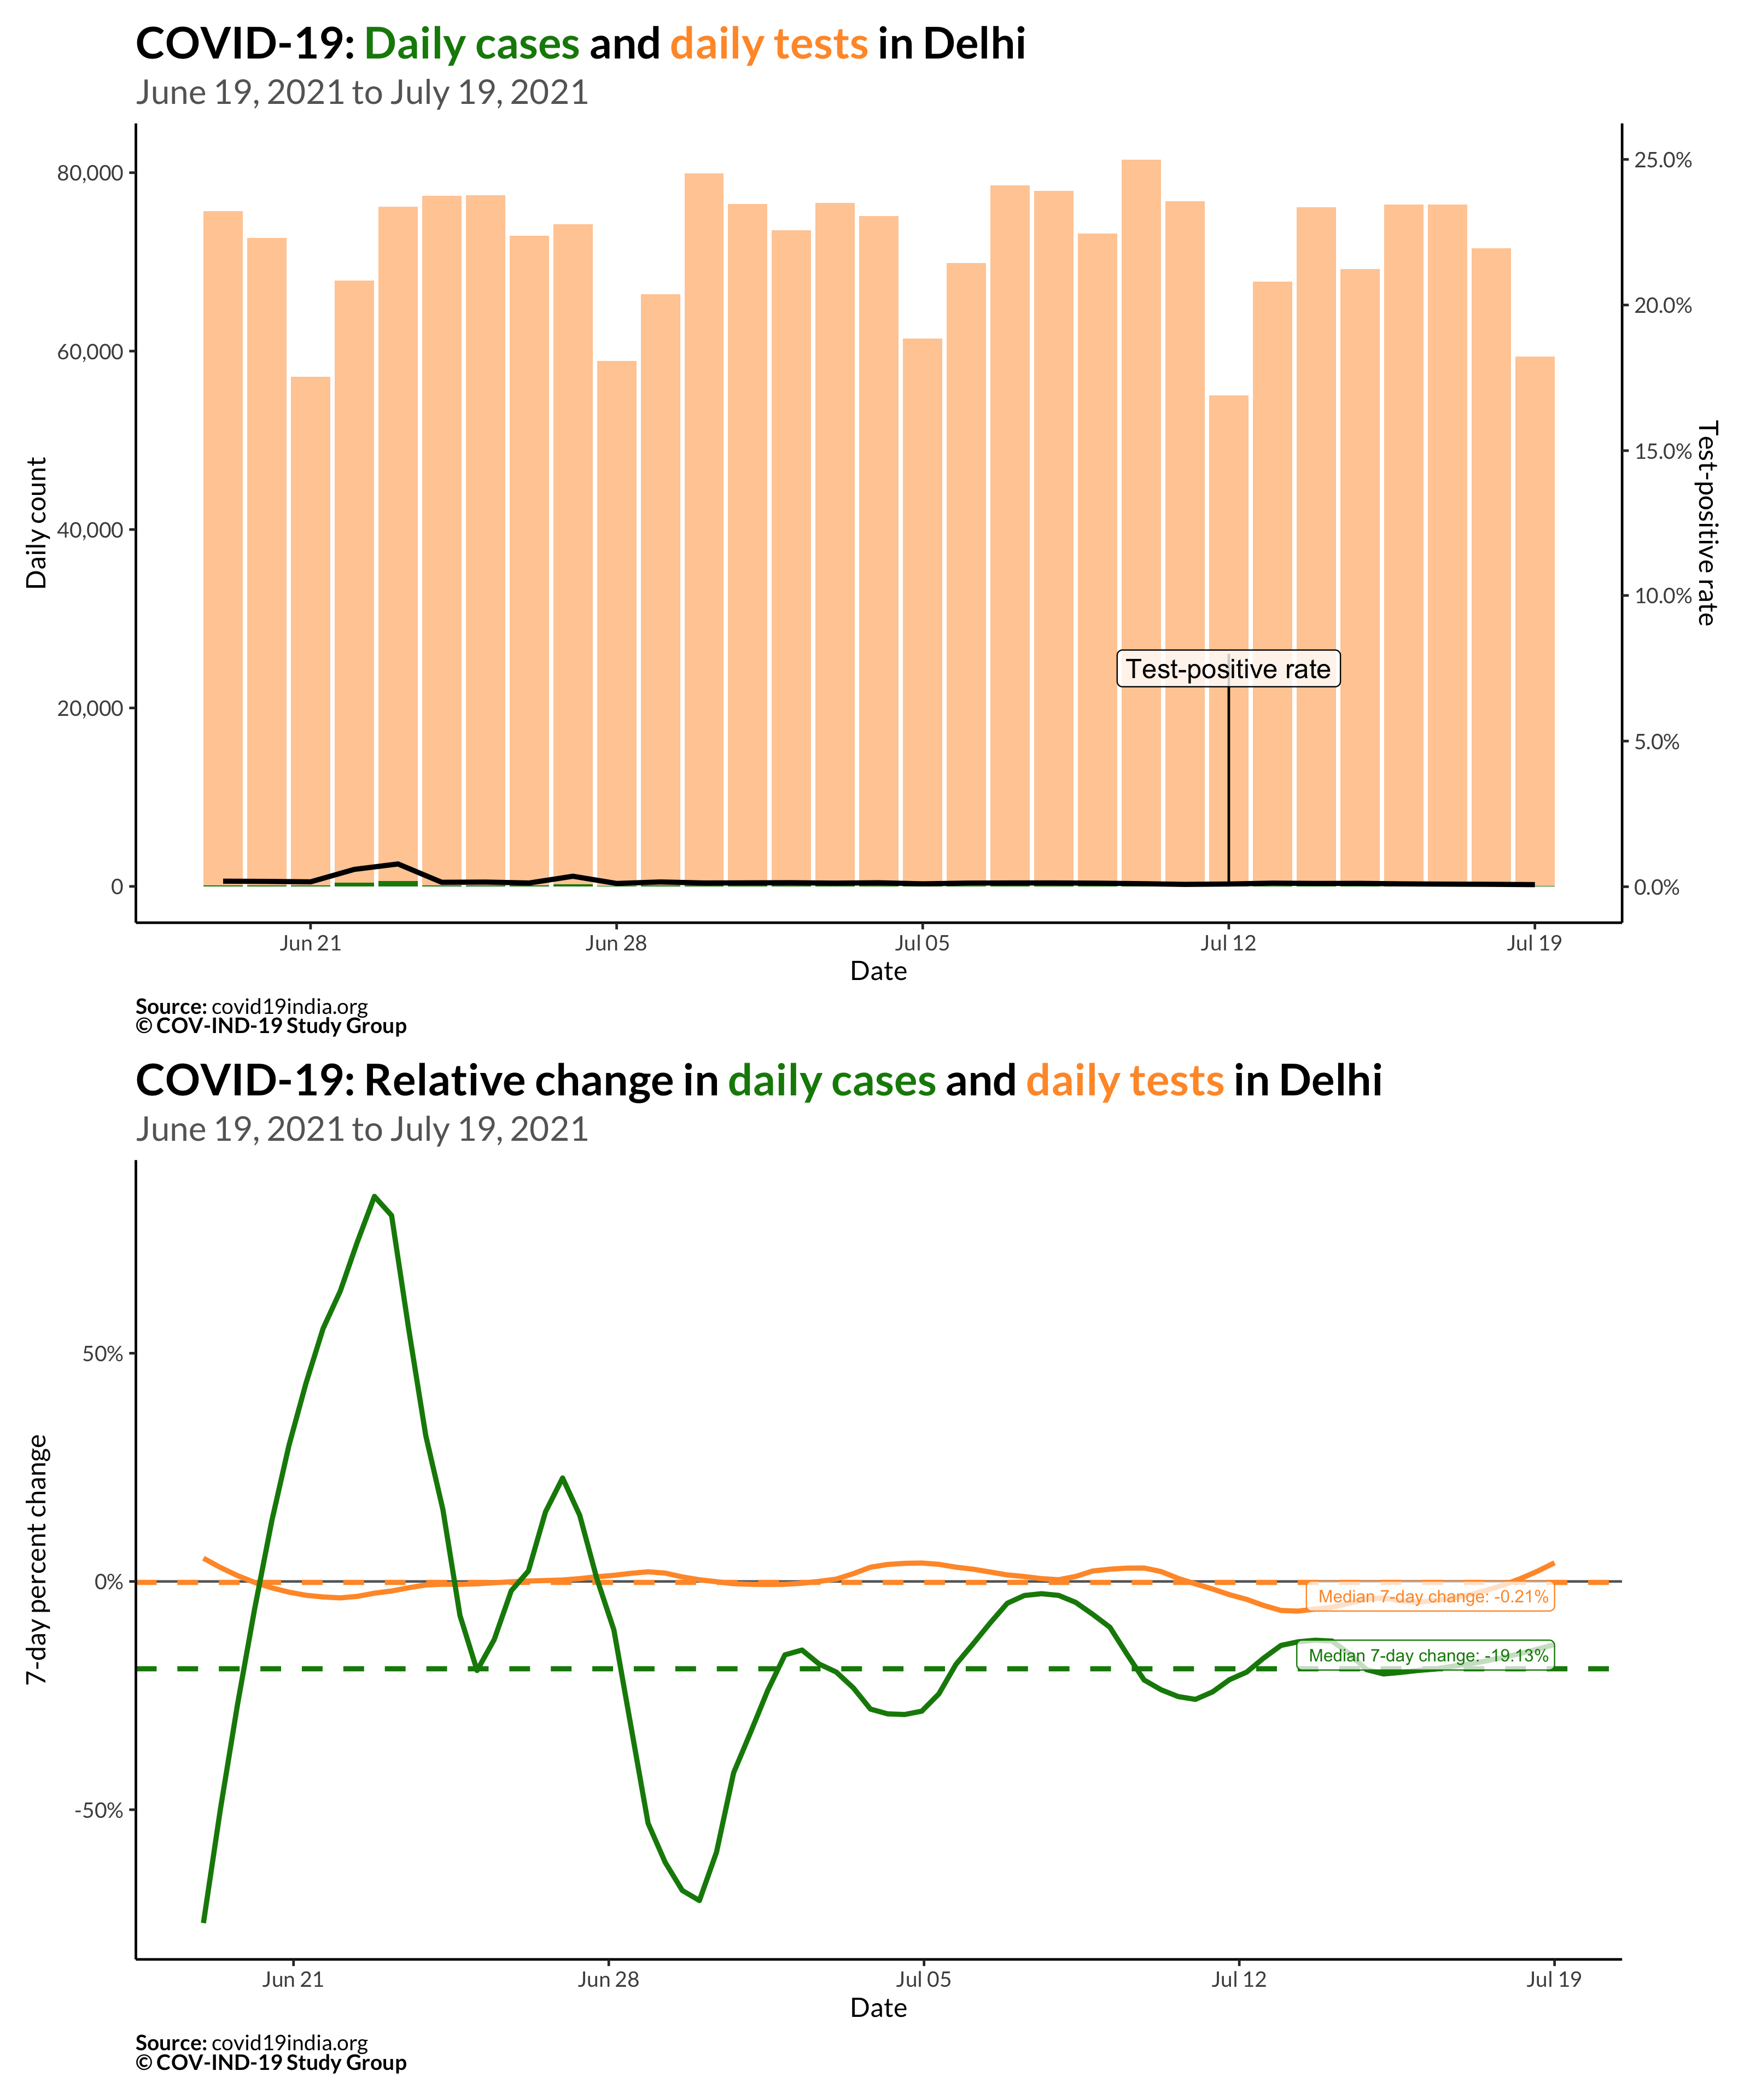 COVID-19: Daily cases and daily tests in Delhi
June 19, 2021 to July 19, 2021
80,000
60,000
40,000
20,000
0
Daily count
25.0%
20.0%
15.0%
10.0%
5.0%
0.0%
Test-positive rate
Test-positive rate
Jun 21
Jun 28
Jul 05
Jul 12
Jul 19
Date
Source: covid19india.org
© COV-IND-19 Study Group
COVID-19: Relative change in daily cases and daily tests in Delhi
June 19, 2021 to July 19, 2021
50%
0%
-50%
7-day percent change
Median 7-day change: -0.21%
Median 7-day change: -19.13%
Jun 21
Jun 28
Jul 05
Jul 12
Jul 19
Date
Source: covid19india.org
© COV-IND-19 Study Group